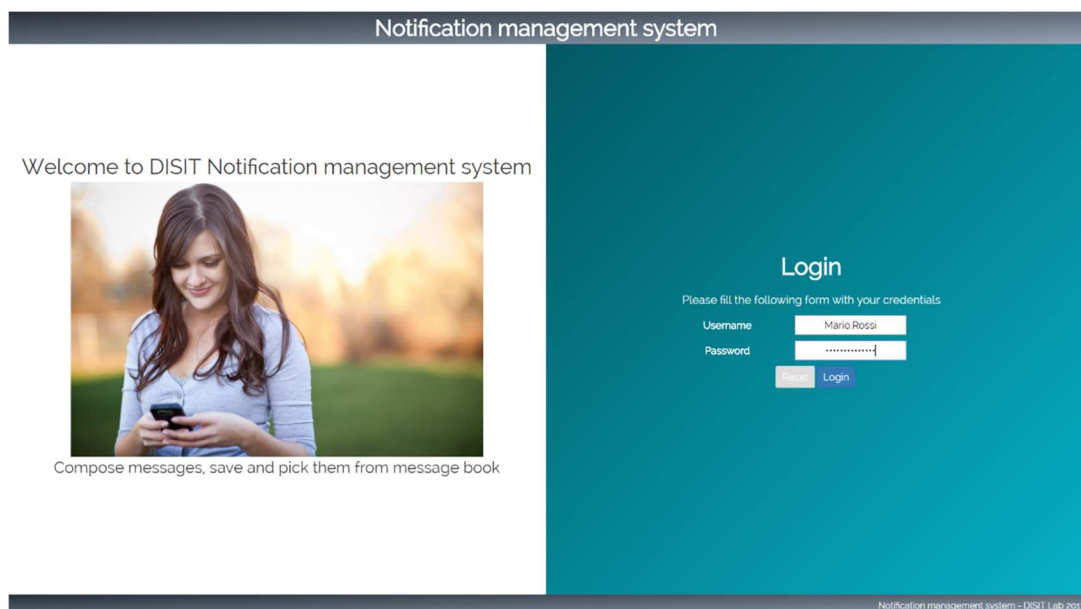 Notification management system
Welcome to DISIT Notification management system
Compose messages, save and pick them from message book
Login
Please fill the following form with your credentials
Username
Mario.Rossi
Password
••••••••••••••
Reset Login
Notification management system - DISIT Lab